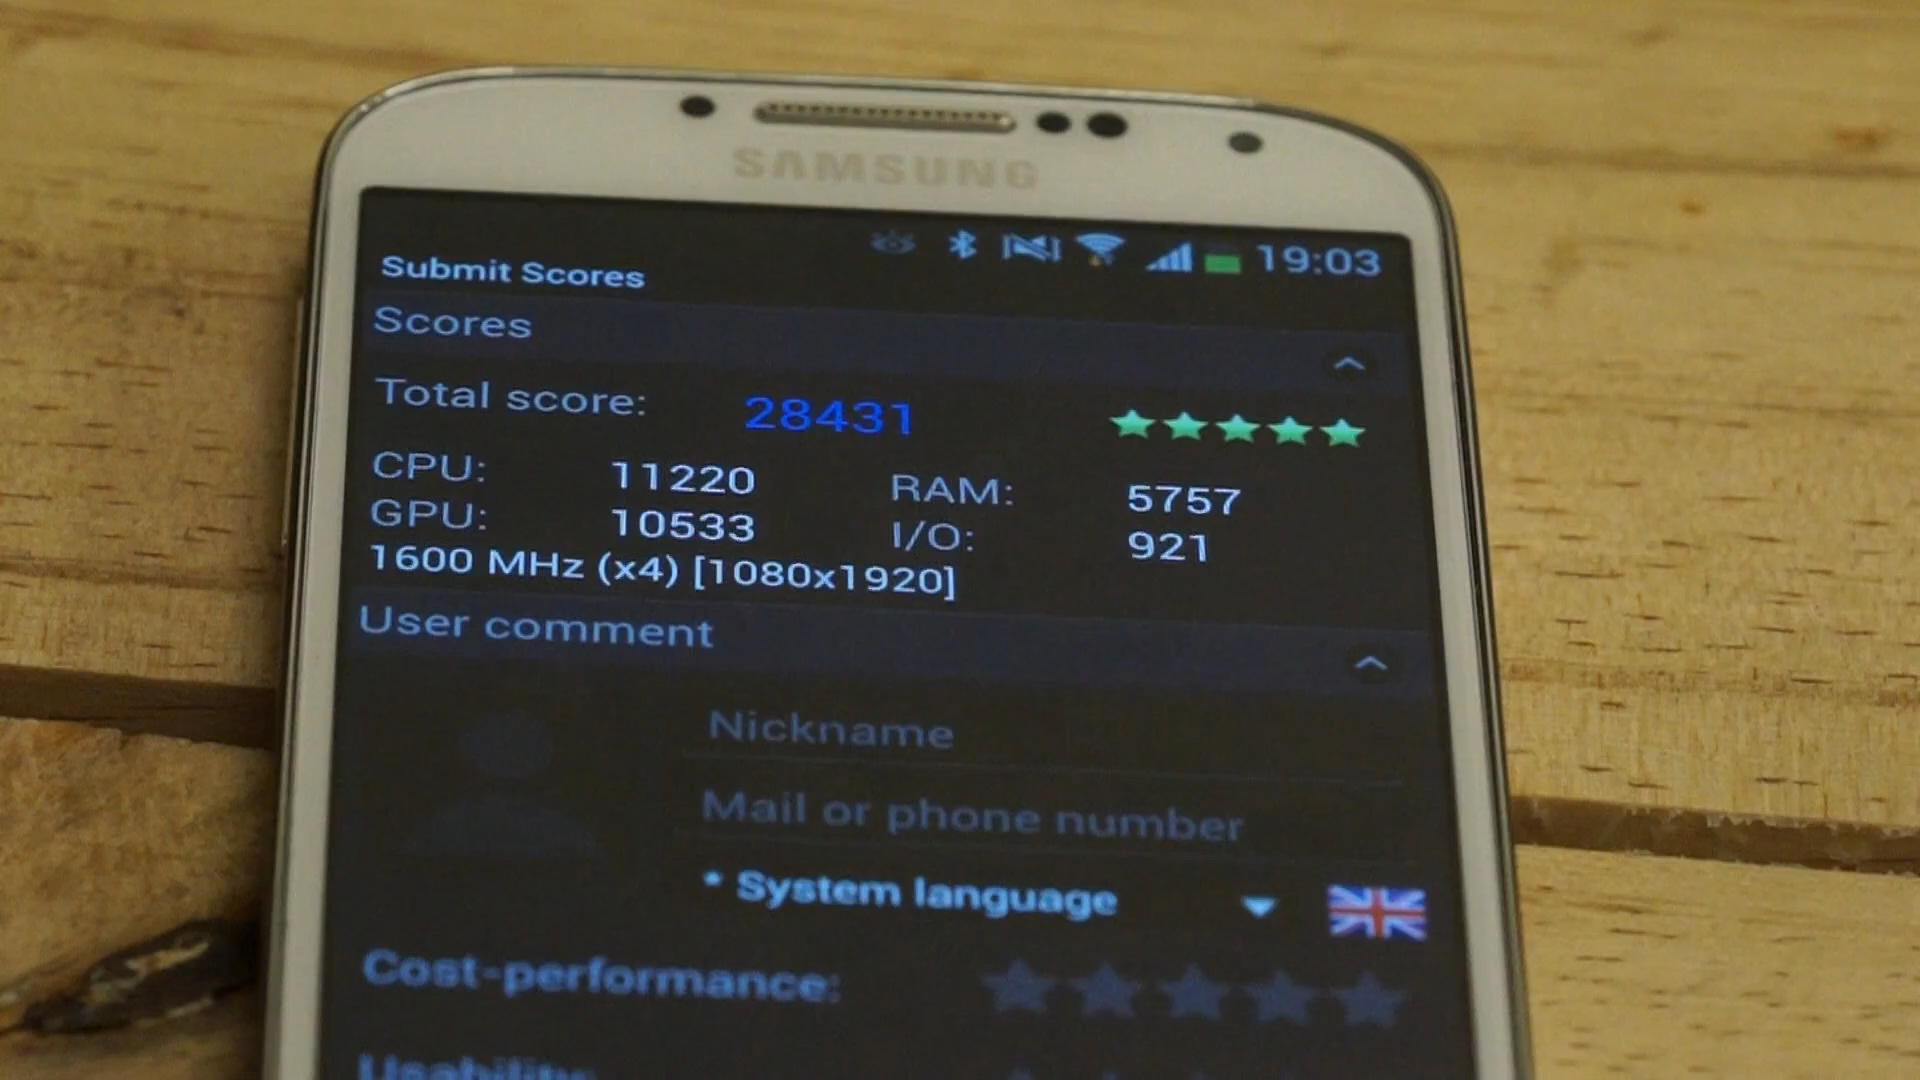 SAMSUNG
19:03
Submit Scores
Scores
Total score: 28431
CPU: 11220 RAM: 5757
GPU: 10533 I/O: 921
1600 MHz (x4) [1080x1920]
User comment
Nickname
Mail or phone number
* System language
Cost-performance:
Usability: